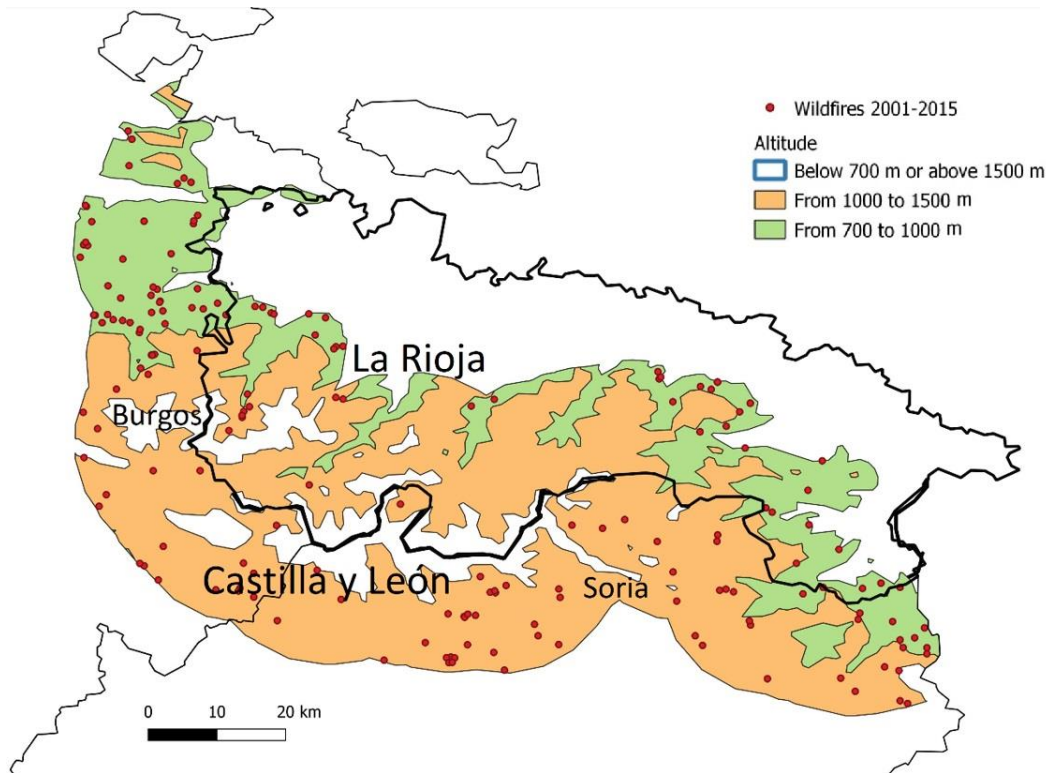 Wildfires 2001-2015
Altitude
Below 700 m or above 1500 m
From 1000 to 1500 m
From 700 to 1000 m
La Rioja
Burgos
Castilla y León
Soria
0 10 20 km